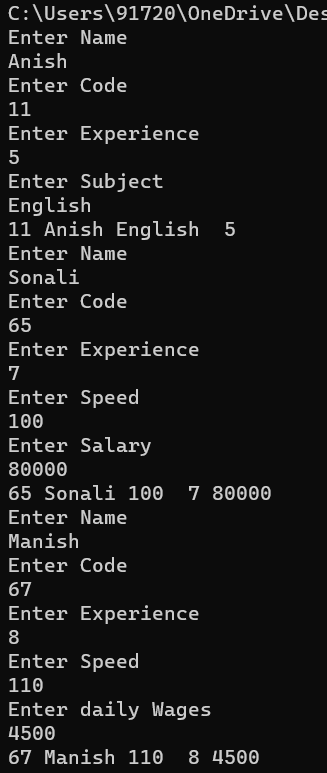 C:\Users\91720\OneDrive\Des
Enter Name
Anish
Enter Code
11
Enter Experience
5
Enter Subject
English
11 Anish English  5
Enter Name
Sonali
Enter Code
65
Enter Experience
7
Enter Speed
100
Enter Salary
80000
65 Sonali 100  7 80000
Enter Name
Manish
Enter Code
67
Enter Experience
8
Enter Speed
110
Enter daily Wages
4500
67 Manish 110  8 4500